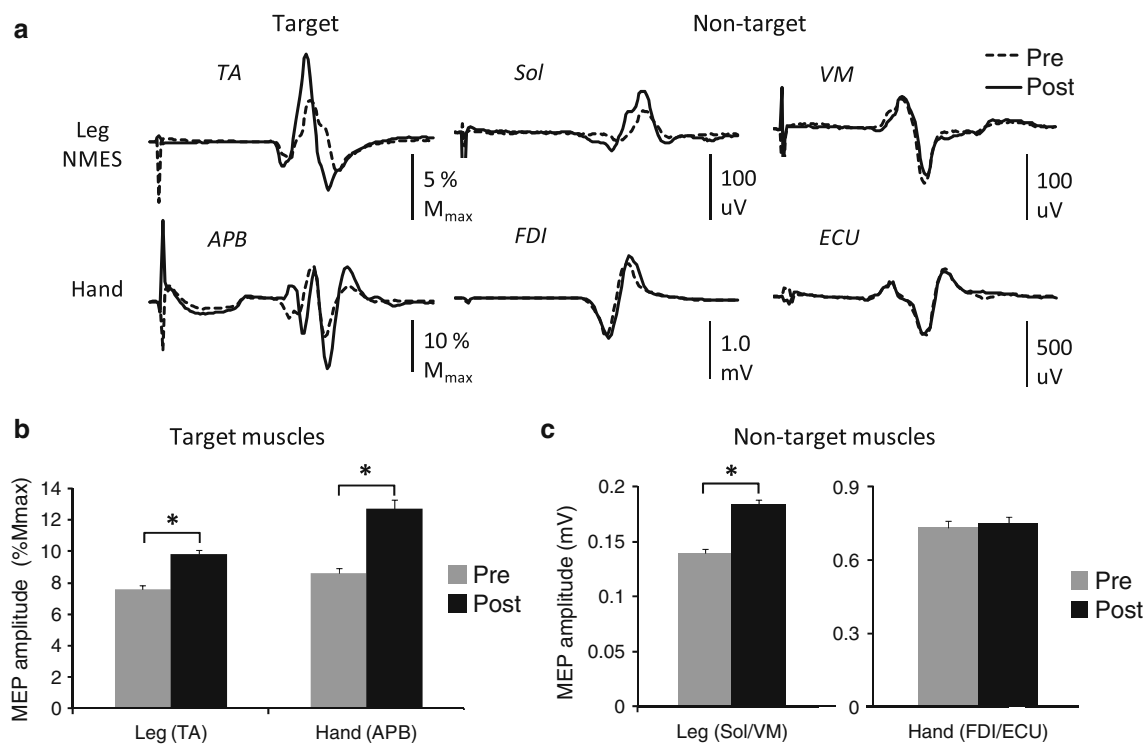 a
Target
Non-target
TA
Sol
VM
Pre
Post
Leg
NMES
5 %
Mmax
100
uV
100
uV
APB
FDI
ECU
Hand
10 %
Mmax
1.0
mV
500
uV
b
Target muscles
MEP amplitude (%Mmax)
14
12
10
8
6
4
2
0
*
*
Pre
Post
Leg (TA)
Hand (APB)
c
Non-target muscles
MEP amplitude (mV)
0.2
0.15
0.1
0.05
0
*
Leg (Sol/VM)
0.9
0.6
0.3
0
Pre
Post
Hand (FDI/ECU)